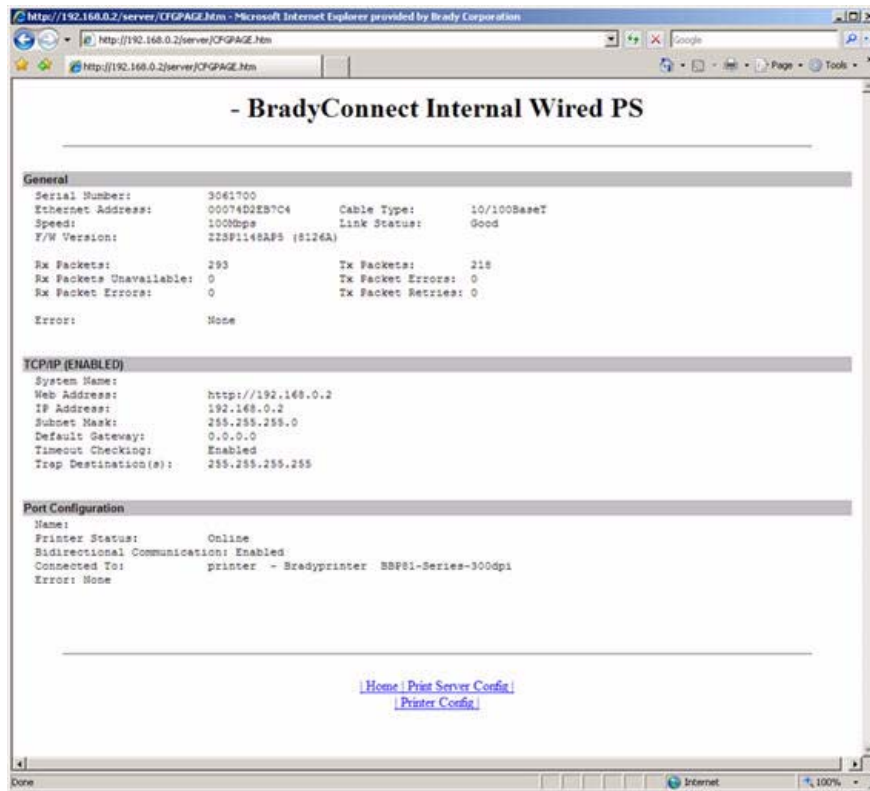 http://192.168.0.2/server/CFGPAGE.htm - Microsoft Internet Explorer provided by Brady Corporation
http://192.168.0.2/server/CFGPAGE.htm Google
http://192.168.0.2/server/CFGPAGE.htm Page Tools
- BradyConnect Internal Wired PS
General
Serial Number: 3061700
Ethernet Address: 00074D2EB7C4 Cable Type: 10/100BaseT
Speed: 100Mbps Link Status: Good
F/W Version: ZZSP1148AP5 (8126A)
Rx Packets: 293 Tx Packets: 218
Rx Packets Unavailable: 0 Tx Packet Errors: 0
Rx Packet Errors: 0 Tx Packet Retries: 0
Error: None
TCP/IP (ENABLED)
System Name:
Web Address: http://192.168.0.2
IP Address: 192.168.0.2
Subnet Mask: 255.255.255.0
Default Gateway: 0.0.0.0
Timeout Checking: Enabled
Trap Destination(s): 255.255.255.255
Port Configuration
Name:
Printer Status: Online
Bidirectional Communication: Enabled
Connected To: printer - Bradyprinter BBP81-Series-300dpi
Error: None
| Home | Print Server Config |
| Printer Config |
Done Internet 100%